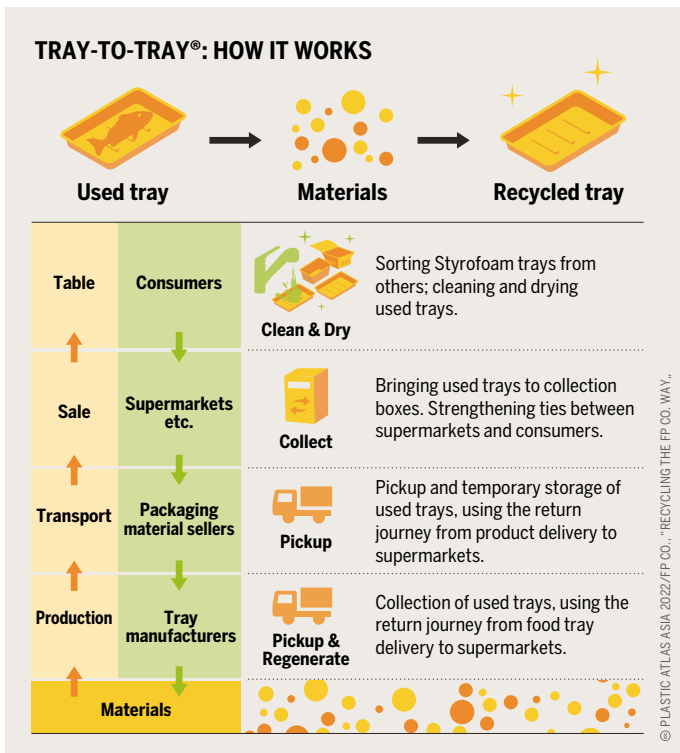 TRAY-TO-TRAY®: HOW IT WORKS
Used tray
Materials
Recycled tray
Table
Consumers
Clean & Dry
Sorting Styrofoam trays from
others; cleaning and drying
used trays.
Sale
Supermarkets
etc.
Collect
Bringing used trays to collection
boxes. Strengthening ties between
supermarkets and consumers.
Transport
Packaging
material sellers
Pickup
Pickup and temporary storage of
used trays, using the return
journey from product delivery to
supermarkets.
Production
Tray
manufacturers
Pickup &
Regenerate
Collection of used trays, using the
return journey from food tray
delivery to supermarkets.
Materials
PLASTIC ATLAS ASIA 2022/FP CO., "RECYCLING THE FP CO. WAY„